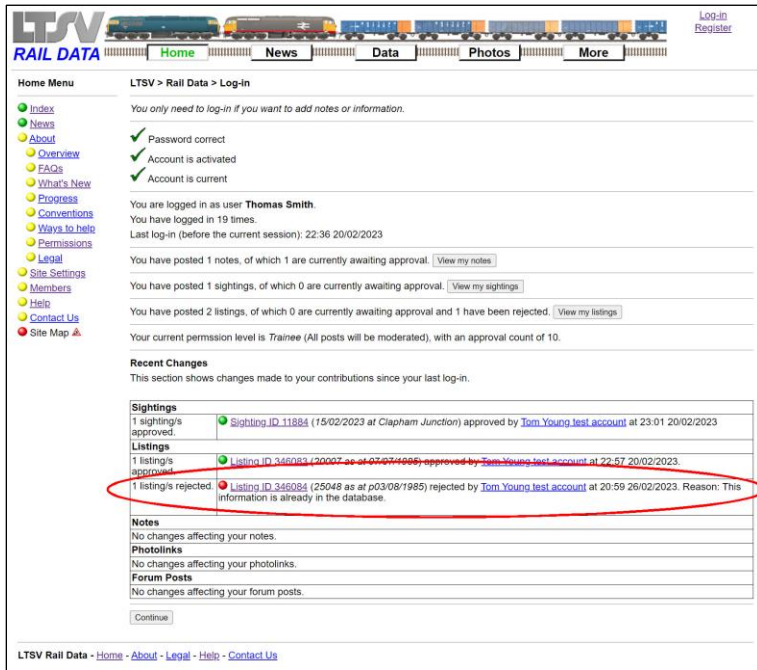 LTSV
RAIL DATA
Home News Data Photos More
Log-in
Register
Home Menu
Index
News
About
Overview
FAQs
What's New
Progress
Conventions
Ways to help
Permissions
Legal
Site Settings
Members
Help
Contact Us
Site Map
LTSV > Rail Data > Log-in
You only need to log-in if you want to add notes or information.
Password correct
Account is activated
Account is current
You are logged in as user Thomas Smith.
You have logged in 19 times.
Last log-in (before the current session): 22:36 20/02/2023
You have posted 1 notes, of which 1 are currently awaiting approval. View my notes
You have posted 1 sightings, of which 0 are currently awaiting approval. View my sightings
You have posted 2 listings, of which 0 are currently awaiting approval and 1 have been rejected. View my listings
Your current permssion level is Trainee (All posts will be moderated), with an approval count of 10.
Recent Changes
This section shows changes made to your contributions since your last log-in.
Sightings
1 sighting/s Sighting ID 11884 (15/02/2023 at Clapham Junction) approved by Tom Young test account at 23:01 20/02/2023
approved.
Listings
1 listing/s Listing ID 346083 (20007 as at 07/07/1985) approved by Tom Young test account at 22:57 20/02/2023.
approved.
1 listing/s rejected. Listing ID 346084 (25048 as at p03/08/1985) rejected by Tom Young test account at 20:59 26/02/2023. Reason: This
information is already in the database.
Notes
No changes affecting your notes.
Photolinks
No changes affecting your photolinks.
Forum Posts
No changes affecting your forum posts.
Continue
LTSV Rail Data - Home - About - Legal - Help - Contact Us